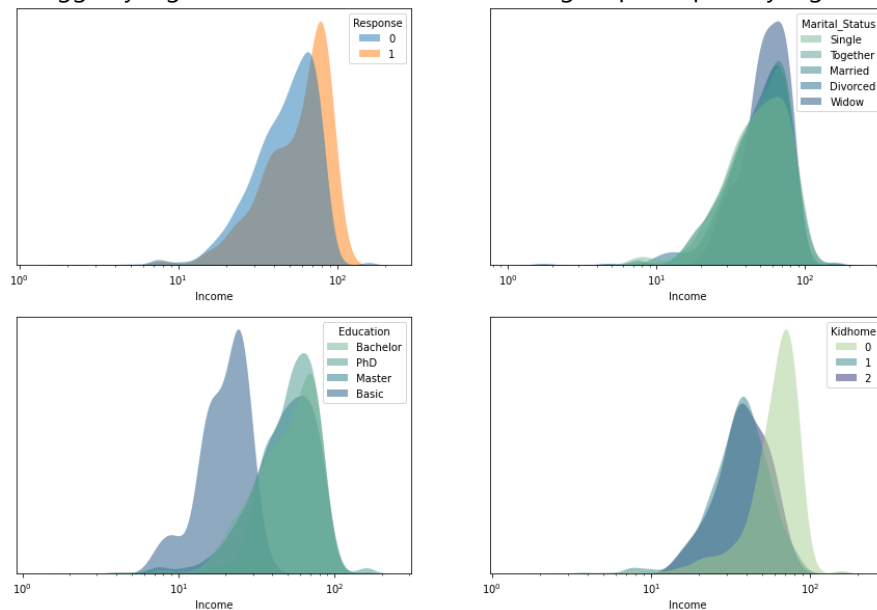 Response
0
1
10⁰
10¹
10²
Income
Marital_Status
Single
Together
Married
Divorced
Widow
10⁰
10¹
10²
Income
Education
Bachelor
PhD
Master
Basic
10⁰
10¹
10²
Income
Kidhome
0
1
2
10⁰
10¹
10²
Income